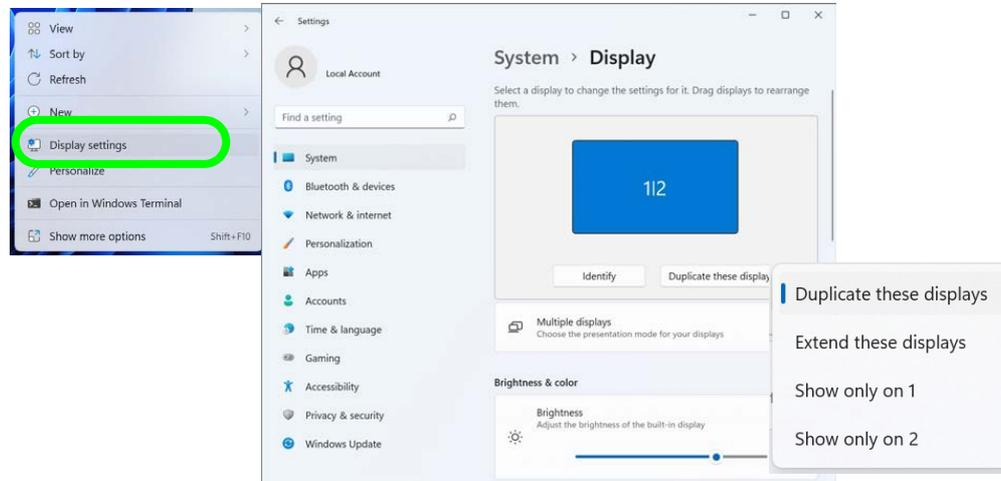 View
Sort by
Refresh
New
Display settings
Personalize
Open in Windows Terminal
Show more options Shift+F10
Settings
Local Account
Find a setting
System
Bluetooth & devices
Network & internet
Personalization
Apps
Accounts
Time & language
Gaming
Accessibility
Privacy & security
Windows Update
System > Display
Select a display to change the settings for it. Drag displays to rearrange
them.
1|2
Identify
Duplicate these display
Multiple displays
Choose the presentation mode for your displays
Brightness & color
Brightness
Adjust the brightness of the built-in display
Duplicate these displays
Extend these displays
Show only on 1
Show only on 2